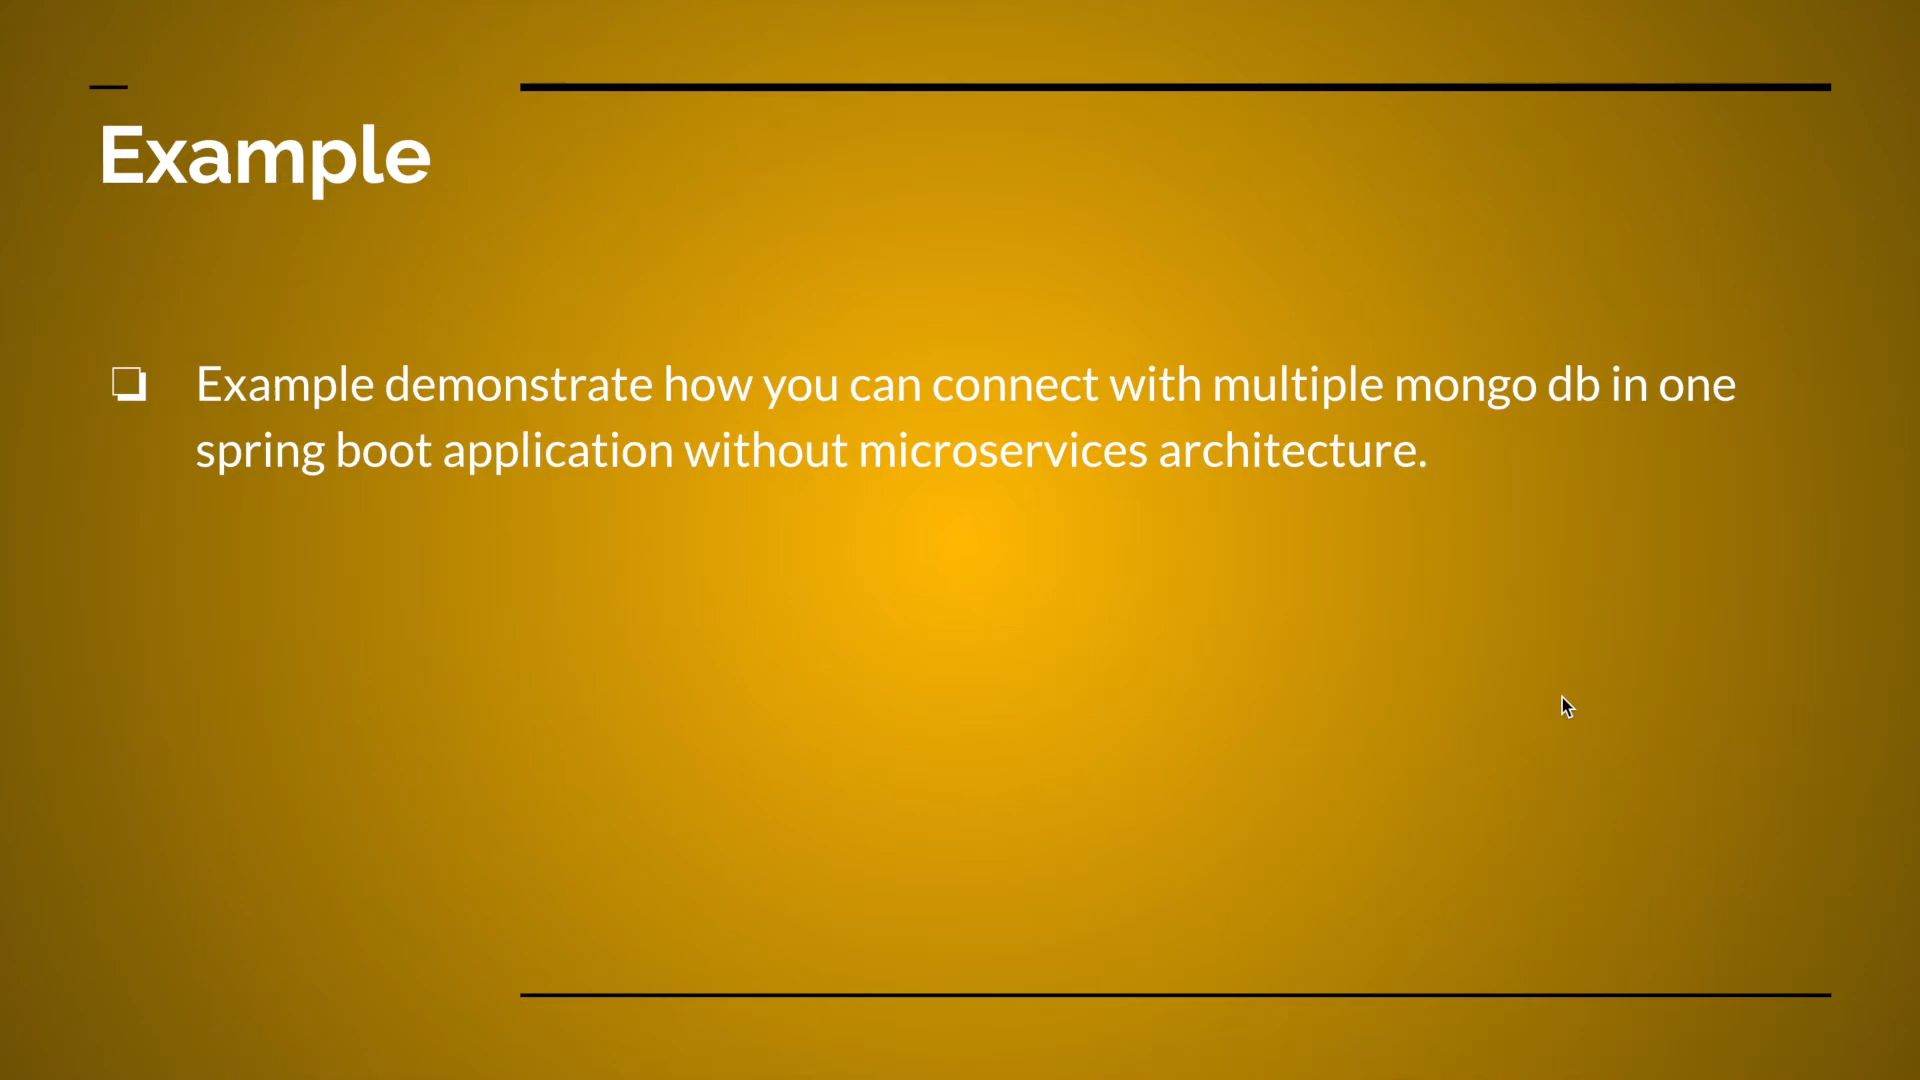 Example
❏ Example demonstrate how you can connect with multiple mongo db in one
spring boot application without microservices architecture.